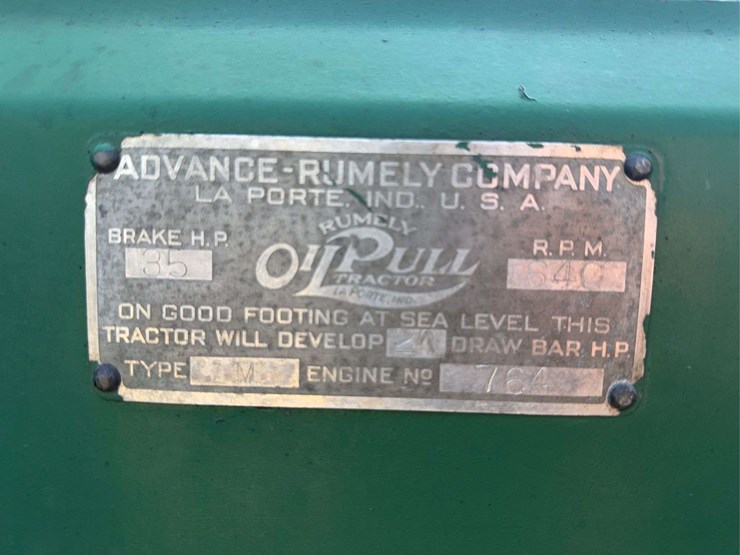 ADVANCE-RUMELY COMPANY
LA PORTE, IND., U. S. A.
BRAKE H.P.
35
RUMELY
OILPULL
TRACTOR
LA PORTE, IND.
R.P.M.
640
ON GOOD FOOTING AT SEA LEVEL THIS
TRACTOR WILL DEVELOP DRAW BAR H.P.
TYPE M ENGINE Nº 764